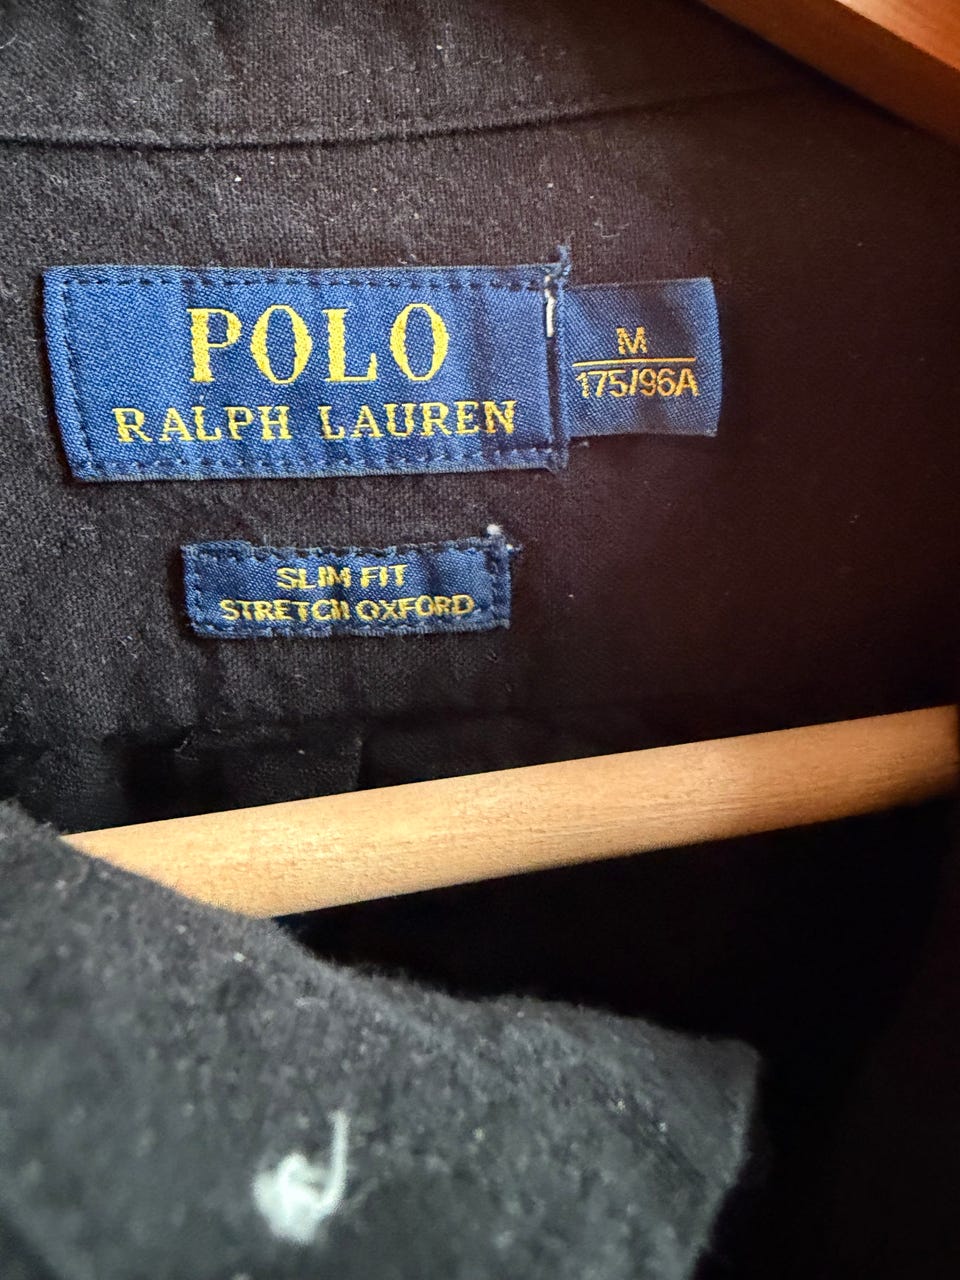 POLO
RALPH LAUREN
M
175/96A
SLIM FIT
STRETCH OXFORD